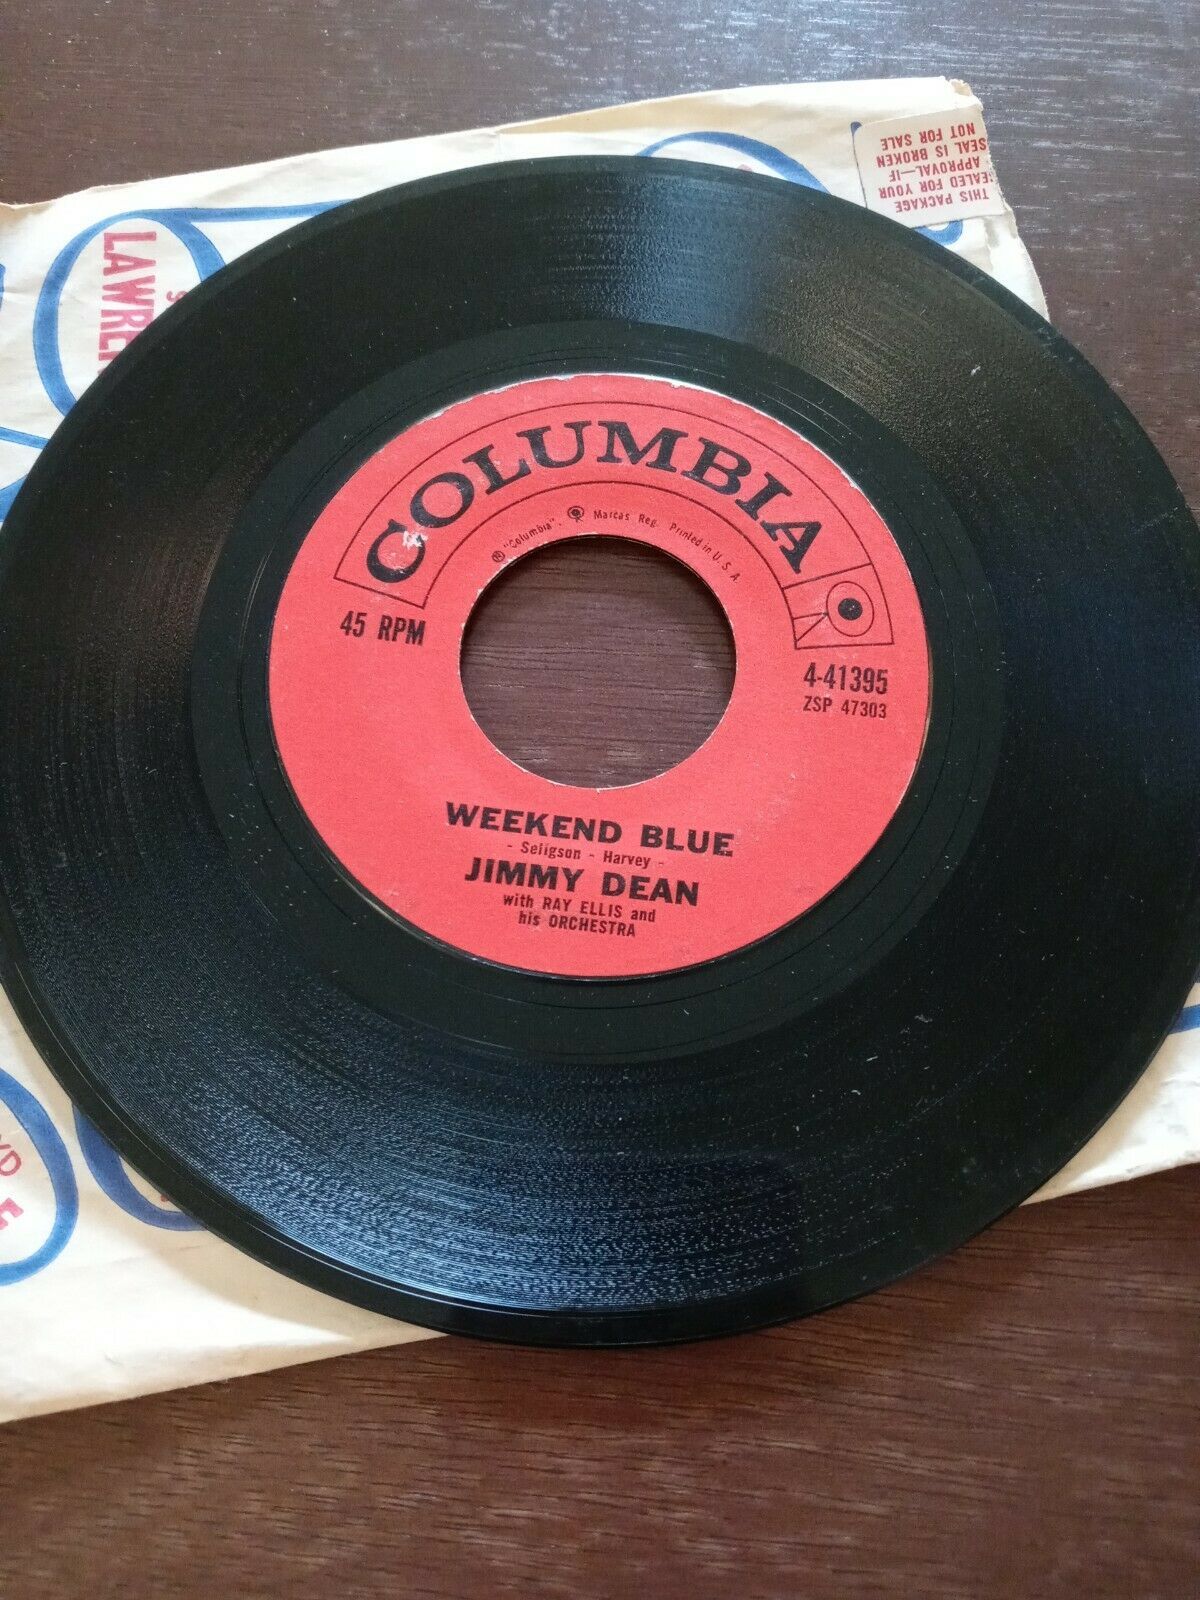 THIS PACKAGE
SEALED FOR YOUR
APPROVAL—IF
SEAL IS BROKEN
NOT FOR SALE
COLUMBIA
® "Columbia", Marcas Reg. Printed in U. S. A.
45 RPM
4-41395
ZSP 47303
WEEKEND BLUE
- Seligson - Harvey -
JIMMY DEAN
with RAY ELLIS and
his ORCHESTRA